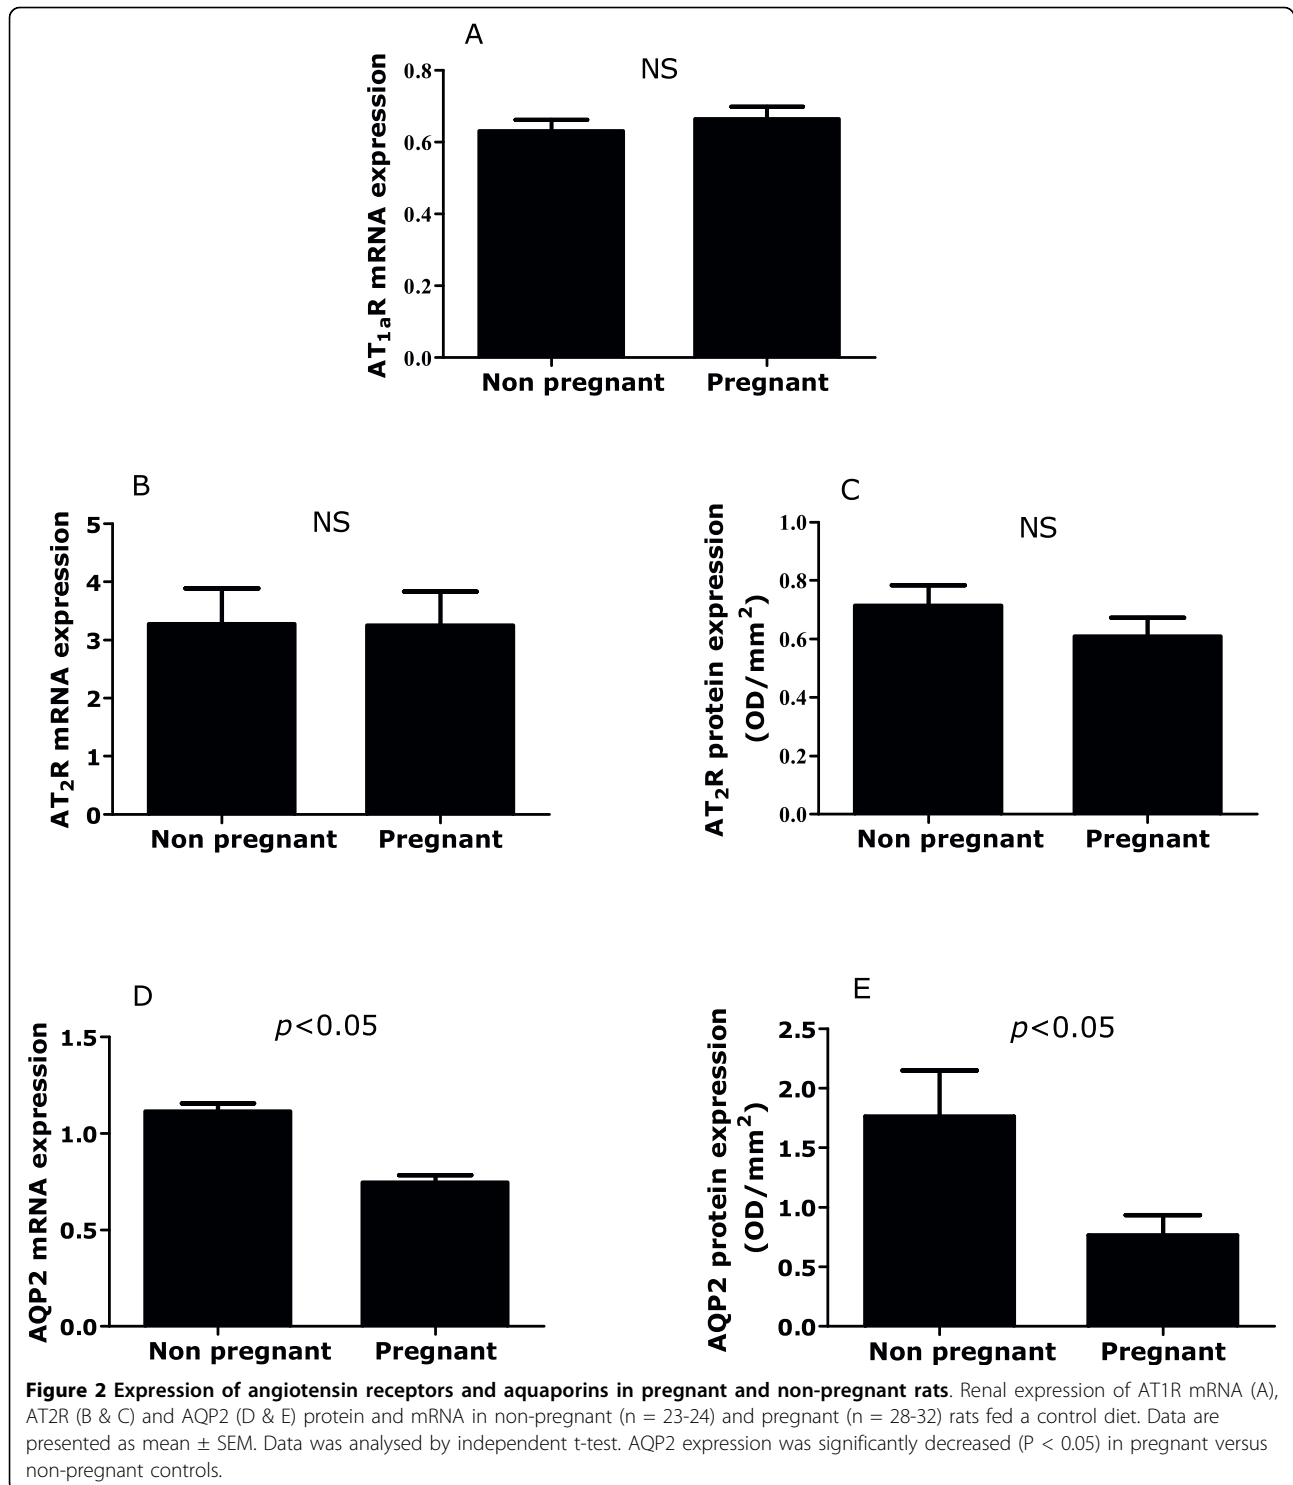 A
NS
AT1aR mRNA expression
0.8
0.6
0.4
0.2
0.0
Non pregnant Pregnant
B
NS
AT2R mRNA expression
5
4
3
2
1
0
Non pregnant Pregnant
C
NS
AT2R protein expression
(OD/mm2)
1.0
0.8
0.6
0.4
0.2
0.0
Non pregnant Pregnant
D
p<0.05
AQP2 mRNA expression
1.5
1.0
0.5
0.0
Non pregnant Pregnant
E
p<0.05
AQP2 protein expression
(OD/mm2)
2.5
2.0
1.5
1.0
0.5
0.0
Non pregnant Pregnant
Figure 2 Expression of angiotensin receptors and aquaporins in pregnant and non-pregnant rats. Renal expression of AT1R mRNA (A),
AT2R (B & C) and AQP2 (D & E) protein and mRNA in non-pregnant (n = 23-24) and pregnant (n = 28-32) rats fed a control diet. Data are
presented as mean ± SEM. Data was analysed by independent t-test. AQP2 expression was significantly decreased (P < 0.05) in pregnant versus
non-pregnant controls.